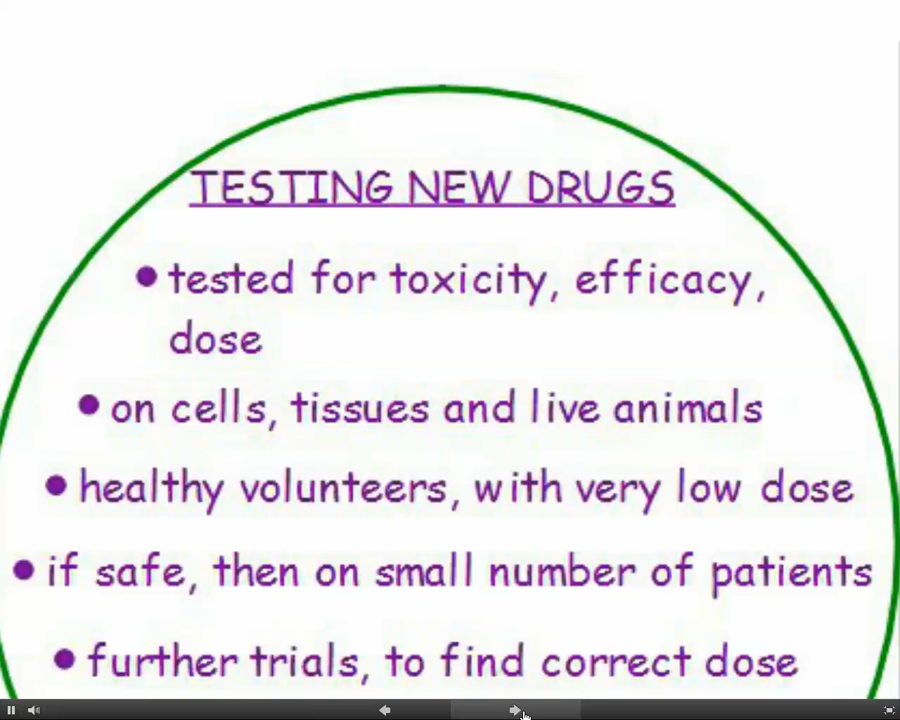 TESTING NEW DRUGS
● tested for toxicity, efficacy,
dose
● on cells, tissues and live animals
● healthy volunteers, with very low dose
● if safe, then on small number of patients
● further trials, to find correct dose